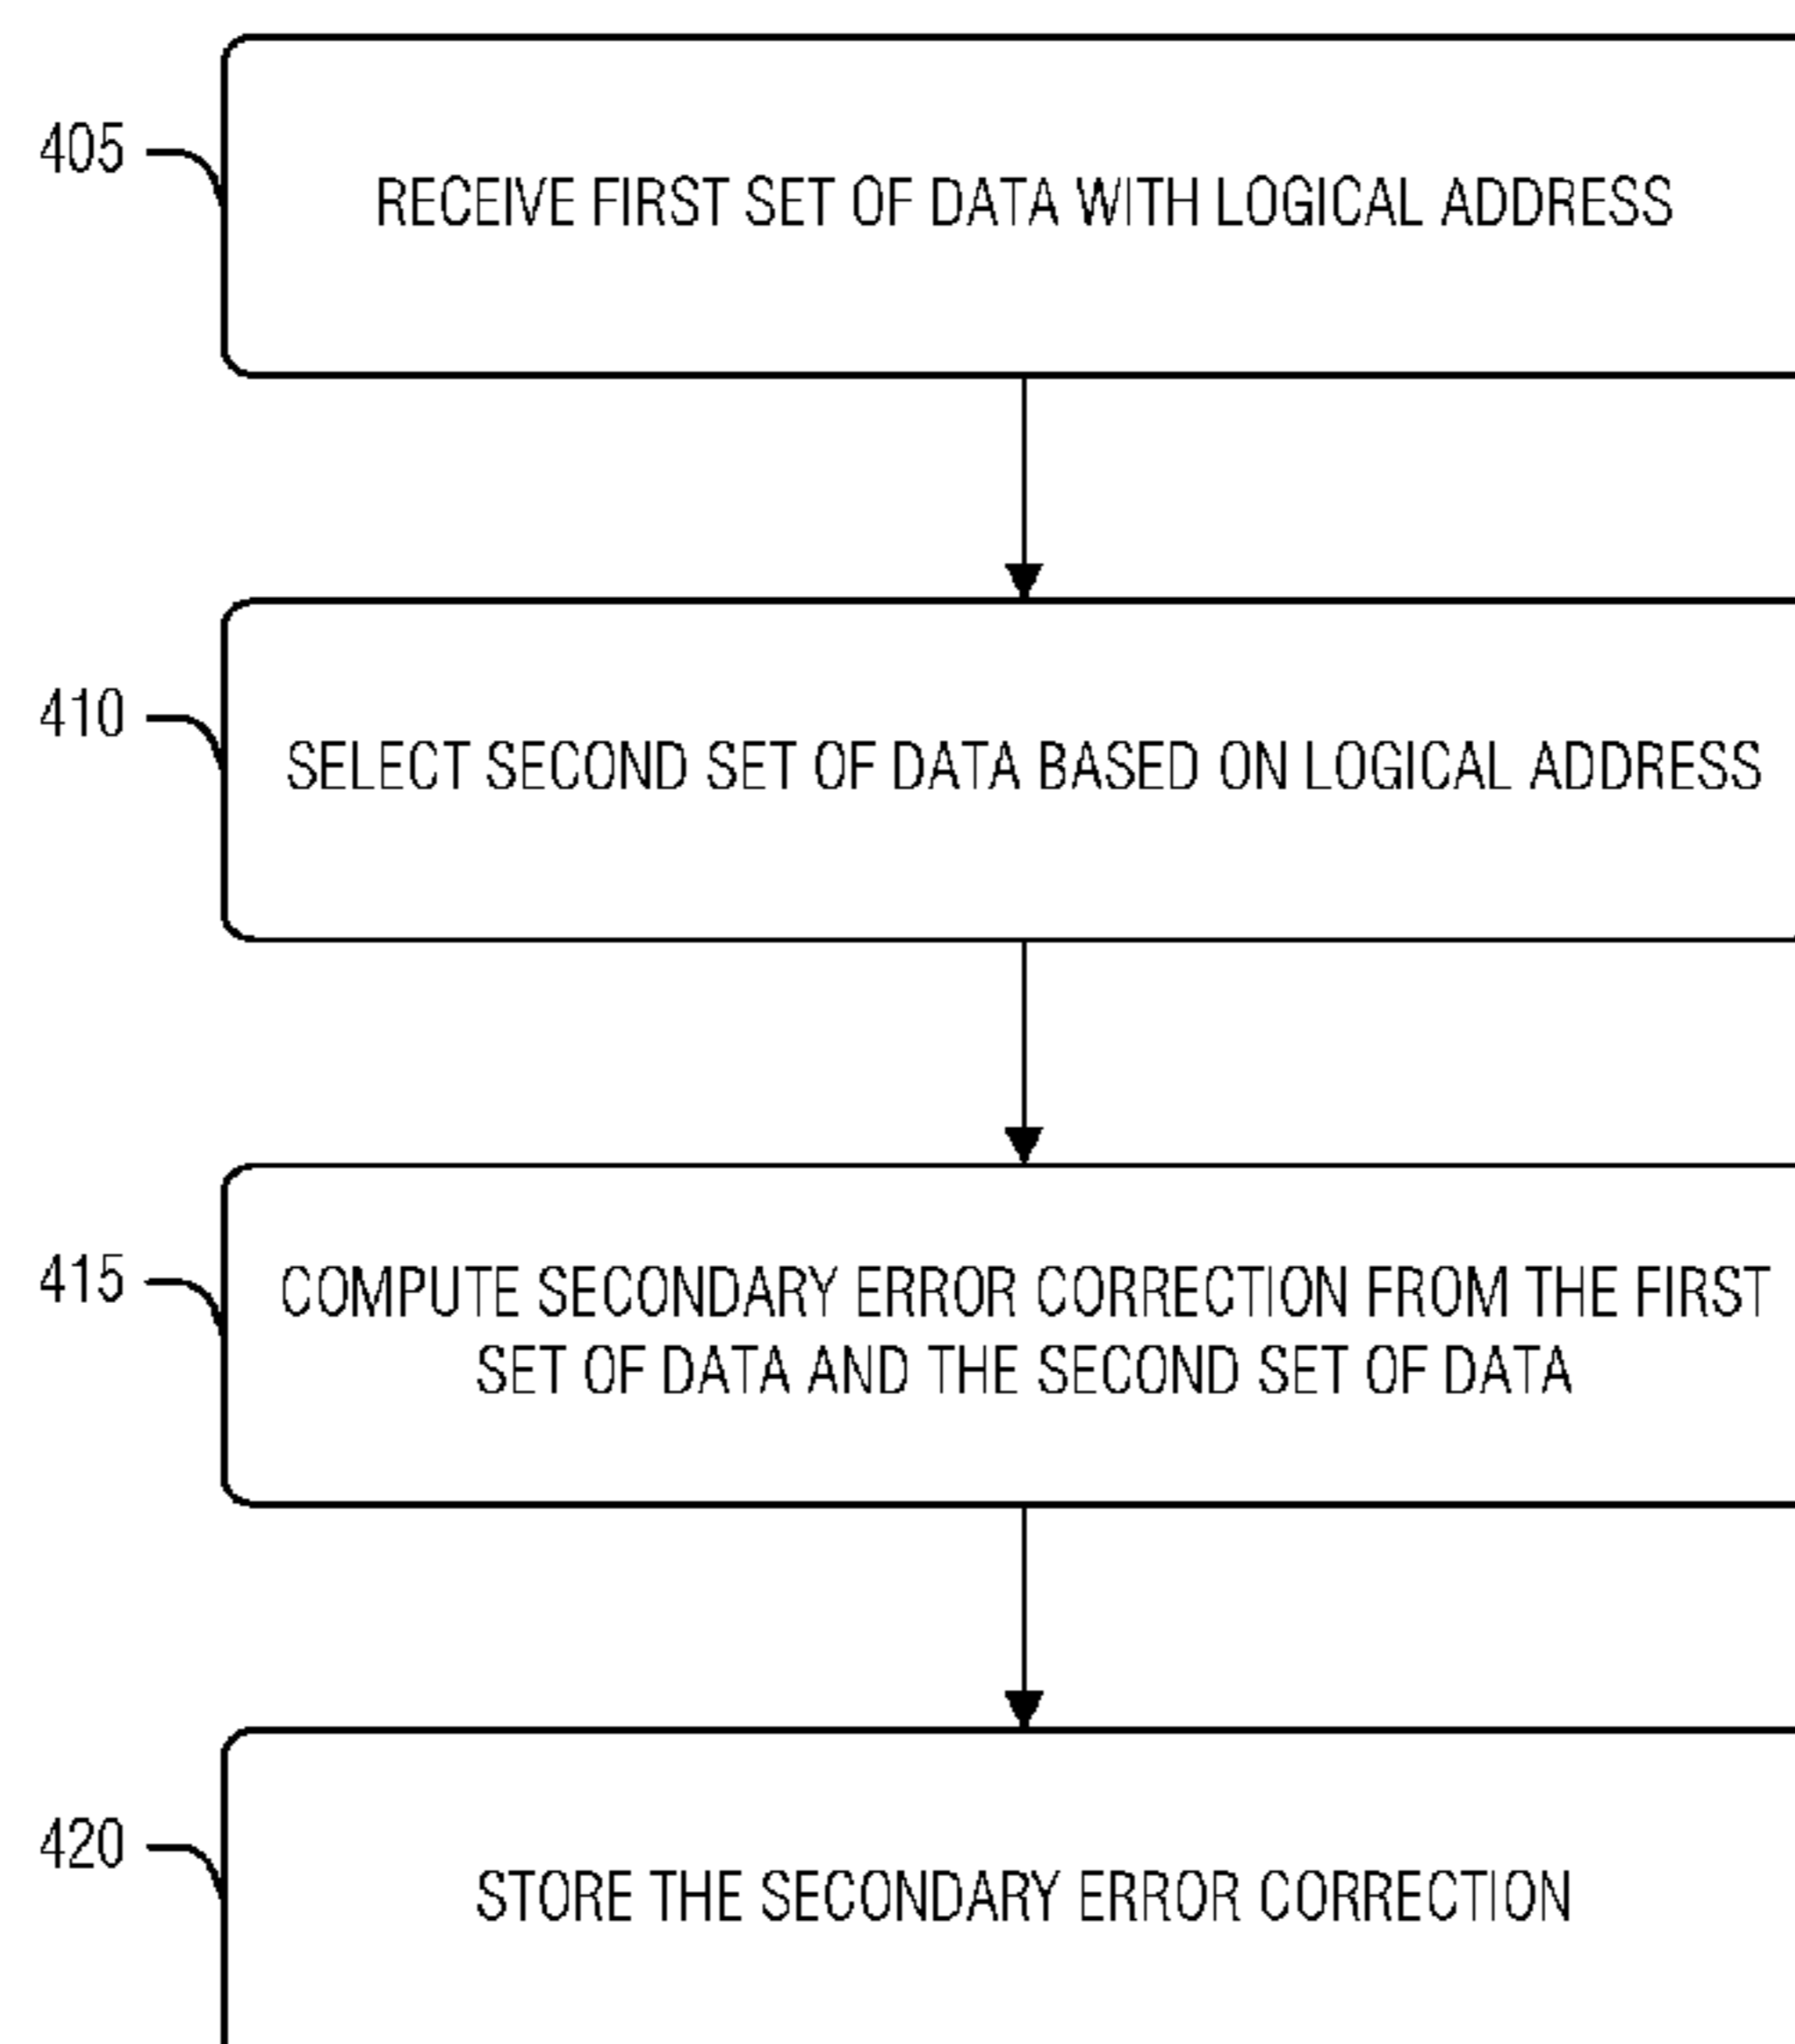 405
RECEIVE FIRST SET OF DATA WITH LOGICAL ADDRESS
410
SELECT SECOND SET OF DATA BASED ON LOGICAL ADDRESS
415
COMPUTE SECONDARY ERROR CORRECTION FROM THE FIRST
SET OF DATA AND THE SECOND SET OF DATA
420
STORE THE SECONDARY ERROR CORRECTION